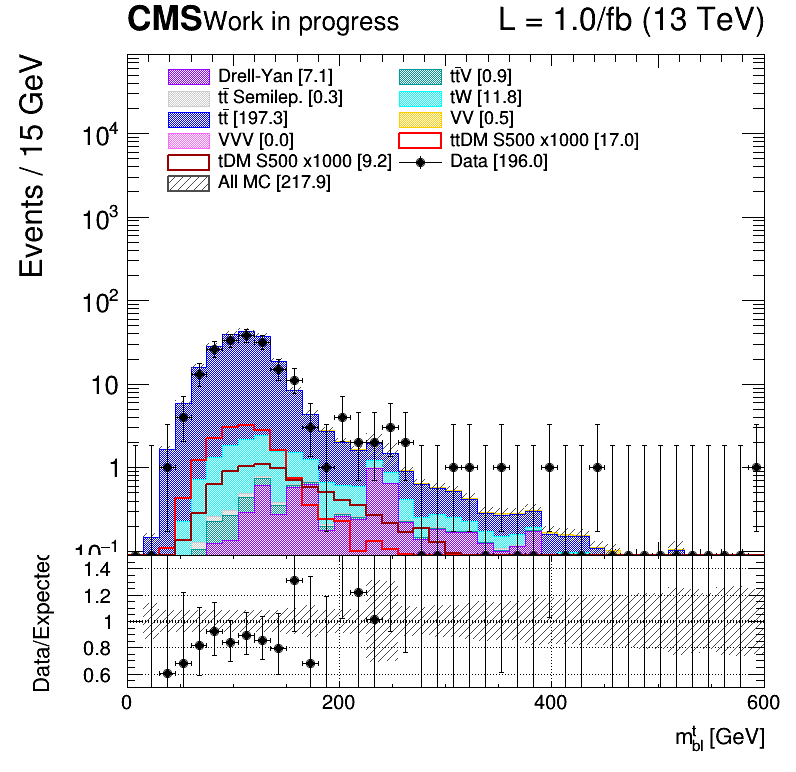 CMS Work in progress L = 1.0/fb (13 TeV)
Events / 15 GeV
Drell-Yan [7.1] tt̄V [0.9]
tt̄ Semilep. [0.3] tW [11.8]
tt̄ [197.3] VV [0.5]
VVV [0.0] ttDM S500 x1000 [17.0]
tDM S500 x1000 [9.2] Data [196.0]
All MC [217.9]
10⁴
10³
10²
10
1
10⁻¹
Data/Expected
1.4
1.2
1
0.8
0.6
0 200 400 600
m^t_bl [GeV]